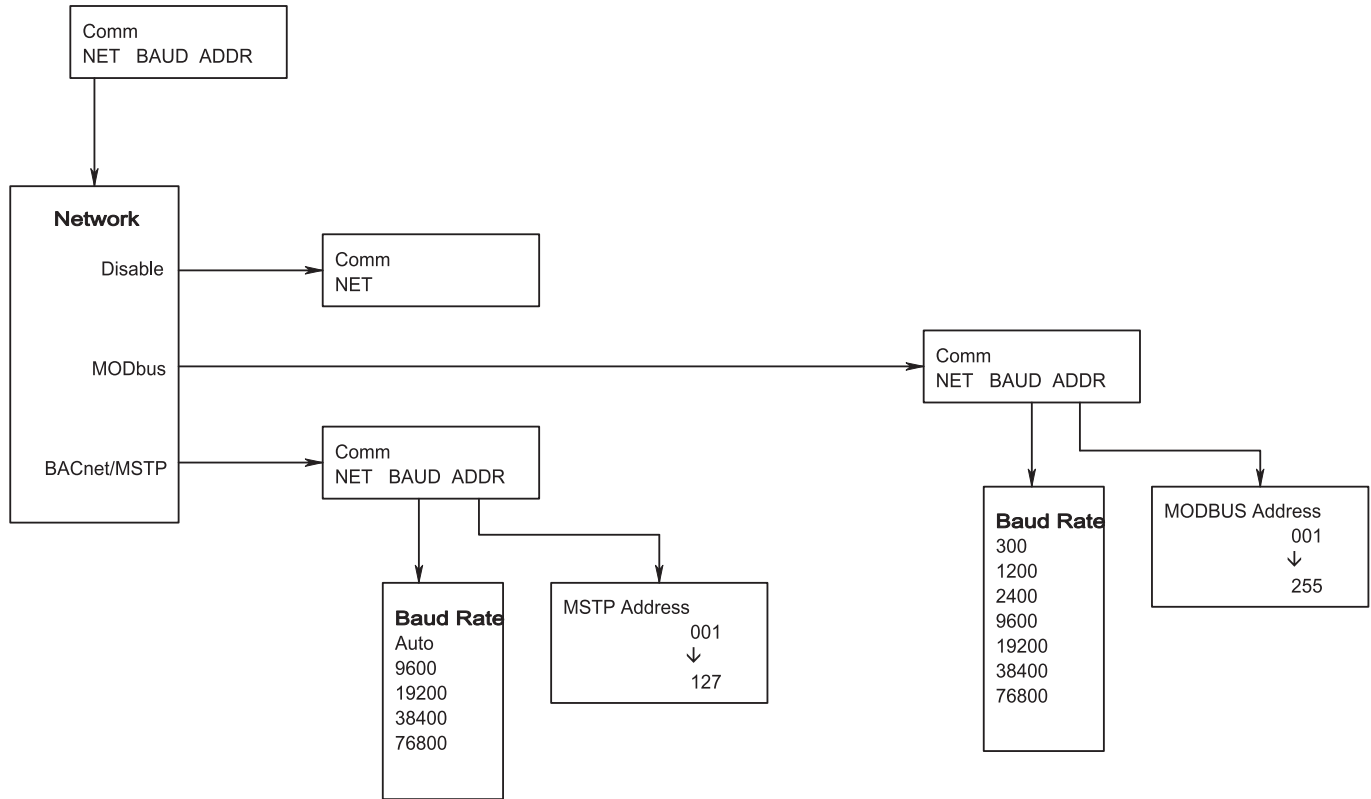 Comm
NET BAUD ADDR
Network
Disable
MODbus
BACnet/MSTP
Comm
NET
Comm
NET BAUD ADDR
Comm
NET BAUD ADDR
Baud Rate
Auto
9600
19200
38400
76800
MSTP Address
001
↓
127
Baud Rate
300
1200
2400
9600
19200
38400
76800
MODBUS Address
001
↓
255